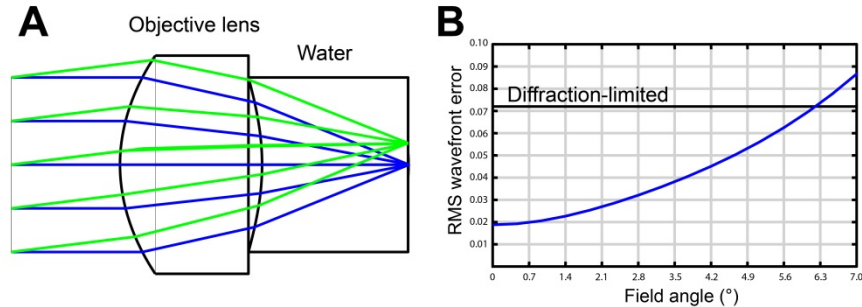 A
Objective lens
Water
B
RMS wavefront error
0.10
0.09
0.08
0.07
0.06
0.05
0.04
0.03
0.02
0.01
Diffraction-limited
0 0.7 1.4 2.1 2.8 3.5 4.2 4.9 5.6 6.3 7.0
Field angle (°)